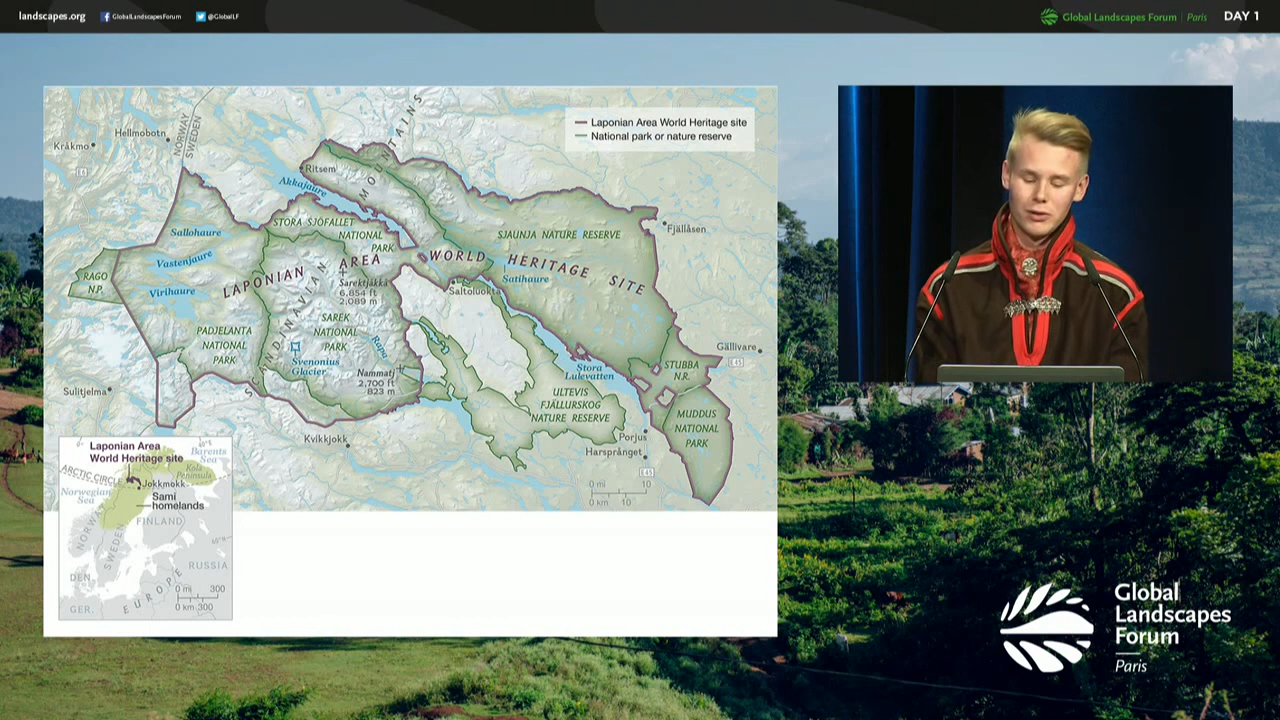 landscapes.org
GlobalLandscapesForum
@GlobalLF
Global Landscapes Forum | Paris
DAY 1
Laponian Area World Heritage site
National park or nature reserve
NORWAY
SWEDEN
Hellmobotn
Kråkmo
E6
MOUNTAINS
Ritsem
Akkajaure
STORA SJÖFALLET
NATIONAL
PARK
SJAUNJA NATURE RESERVE
Fjällåsen
Sallohaure
Vastenjaure
Virihaure
RAGO
N.P.
LAPONIAN AREA WORLD HERITAGE SITE
Sarektjåkkå
6,854 ft
2,089 m
Satihaure
Saltoluokta
SCANDINAVIAN
PADJELANTA
NATIONAL
PARK
SAREK
NATIONAL
PARK
Rapa
Svenonius
Glacier
Nammatj
2,700 ft
823 m
Gällivare
E45
Stora
Lulevatten
STUBBA
N.R.
Sulitjelma
ULTEVIS
FJÄLLURSKOG
NATURE RESERVE
MUDDUS
NATIONAL
PARK
Kvikkjokk
Porjus
Harsprånget
E45
0 mi 10
0 km 10
Laponian Area
World Heritage site
Barents
Sea
Kola
Peninsula
ARCTIC CIRCLE
Jokkmokk
Norwegian
Sea
Sami
homelands
NORWAY
SWEDEN
FINLAND
RUSSIA
DEN.
GER.
EUROPE
0 mi 300
0 km 300
Global
Landscapes
Forum
Paris